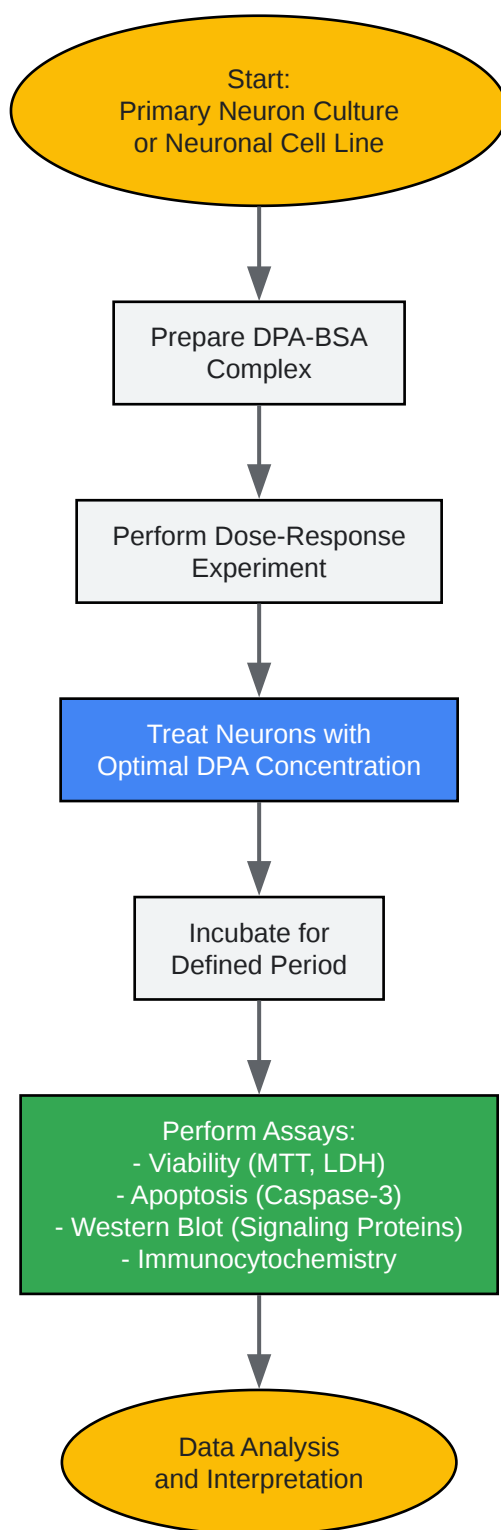 Start:
Primary Neuron Culture
or Neuronal Cell Line
Prepare DPA-BSA
Complex
Perform Dose-Response
Experiment
Treat Neurons with
Optimal DPA Concentration
Incubate for
Defined Period
Perform Assays:
- Viability (MTT, LDH)
- Apoptosis (Caspase-3)
- Western Blot (Signaling Proteins)
- Immunocytochemistry
Data Analysis
and Interpretation